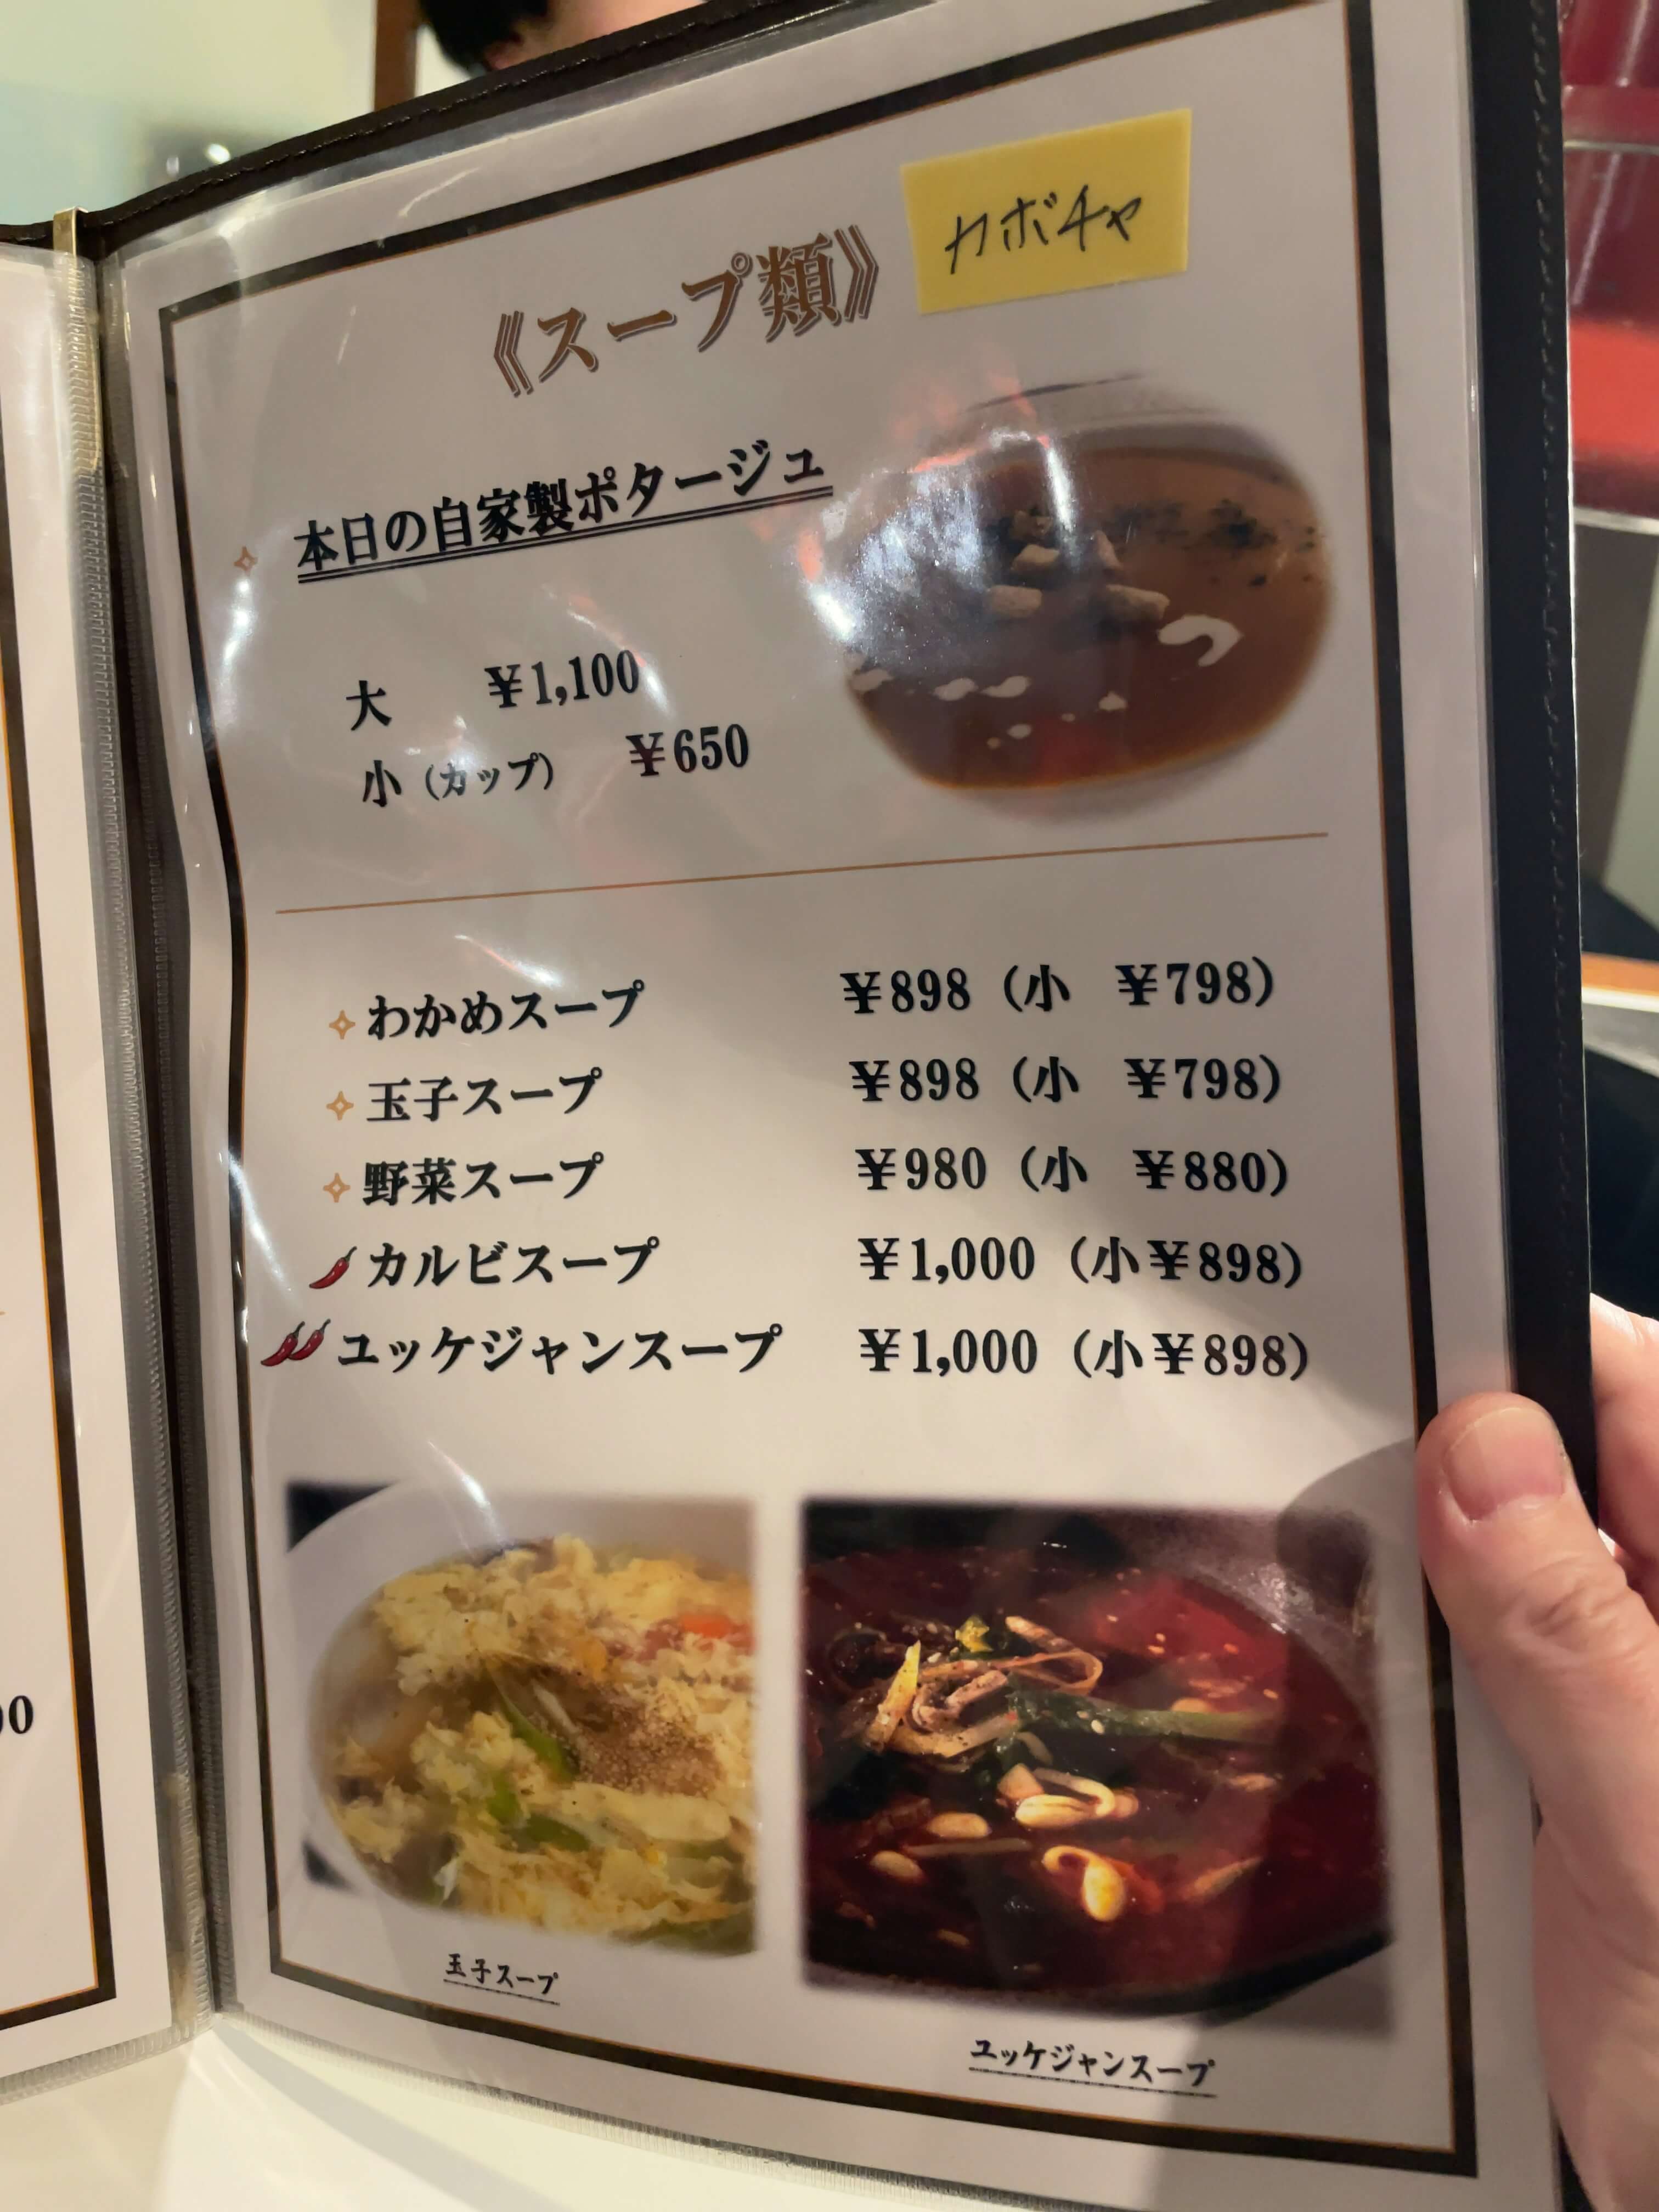 カボチャ
《スープ類》
本日の自家製ポタージュ
大 ¥1,100
小（カップ） ¥650
わかめスープ ¥898（小 ¥798）
玉子スープ ¥898（小 ¥798）
野菜スープ ¥980（小 ¥880）
カルビスープ ¥1,000（小¥898）
ユッケジャンスープ ¥1,000（小¥898）
玉子スープ
ユッケジャンスープ